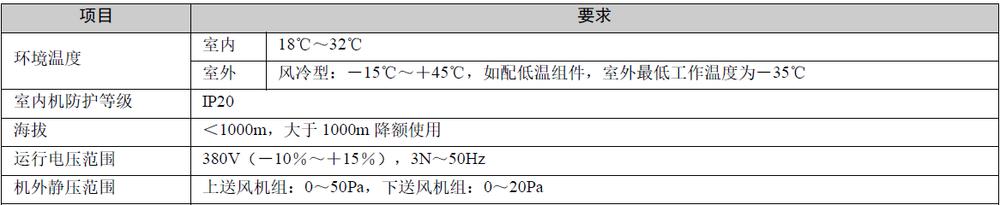 项目 要求
环境温度 室内 18℃～32℃
室外 风冷型：－15℃～＋45℃，如配低温组件，室外最低工作温度为－35℃
室内机防护等级 IP20
海拔 ＜1000m，大于 1000m 降额使用
运行电压范围 380V（－10%～＋15%），3N～50Hz
机外静压范围 上送风机组：0～50Pa，下送风机组：0～20Pa